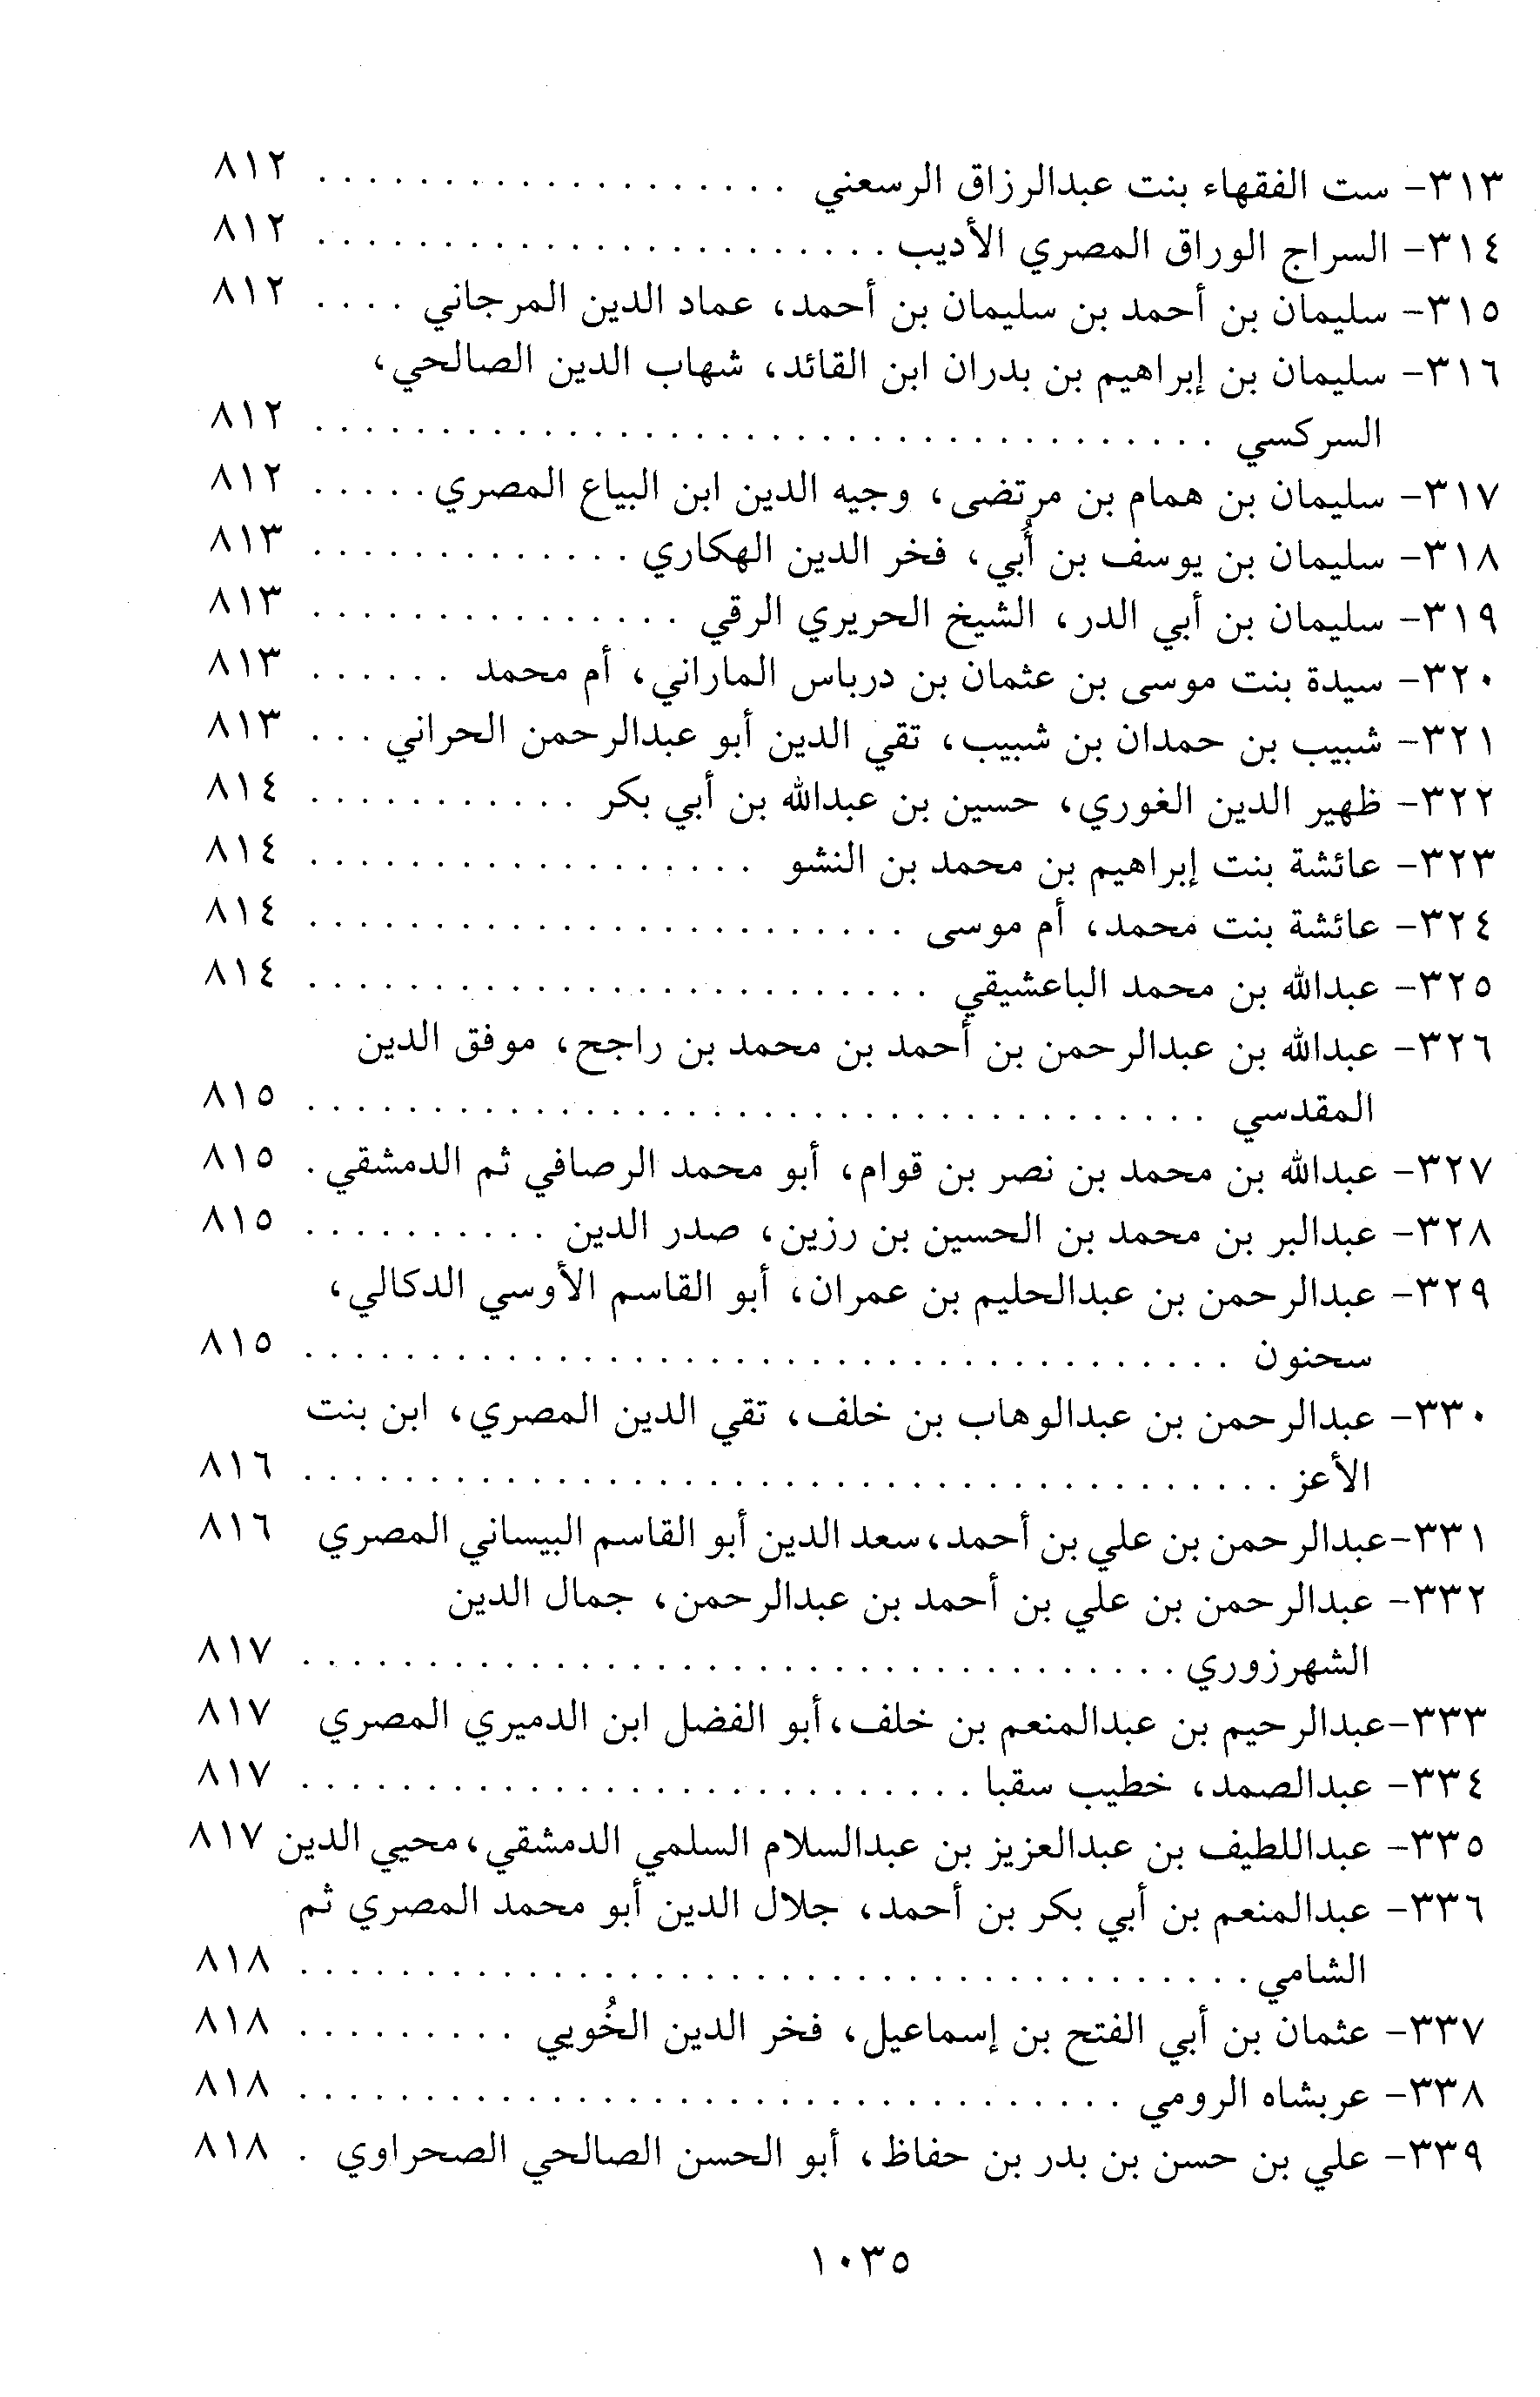 ٣١٣- ست الفقهاء بنت عبدالرزاق الرسعني . . . . . . . . . . . . . . . . . . . ٨١٢
٣١٤- السراج الوراق المصري الأديب . . . . . . . . . . . . . . . . . . . . . . . ٨١٢
٣١٥- سليمان بن أحمد بن سليمان بن أحمد، عماد الدين المرجاني . . . . ٨١٢
٣١٦- سليمان بن إبراهيم بن بدران ابن القائد، شهاب الدين الصالحي،
السركسي . . . . . . . . . . . . . . . . . . . . . . . . . . . . . . . . . . . . ٨١٢
٣١٧- سليمان بن همام بن مرتضى، وجيه الدين ابن البياع المصري . . . . . ٨١٢
٣١٨- سليمان بن يوسف بن أُبي، فخر الدين الهكاري . . . . . . . . . . . . . ٨١٣
٣١٩- سليمان بن أبي الدر، الشيخ الحريري الرقي . . . . . . . . . . . . . . . ٨١٣
٣٢٠- سيدة بنت موسى بن عثمان بن درباس الماراني، أم محمد . . . . . . ٨١٣
٣٢١- شبيب بن حمدان بن شبيب، تقي الدين أبو عبدالرحمن الحراني . . . ٨١٣
٣٢٢- ظهير الدين الغوري، حسين بن عبدالله بن أبي بكر . . . . . . . . . . . ٨١٤
٣٢٣- عائشة بنت إبراهيم بن محمد بن النشو . . . . . . . . . . . . . . . . . . ٨١٤
٣٢٤- عائشة بنت محمد، أم موسى . . . . . . . . . . . . . . . . . . . . . . . . ٨١٤
٣٢٥- عبدالله بن محمد الباعشيقي . . . . . . . . . . . . . . . . . . . . . . . . . ٨١٤
٣٢٦- عبدالله بن عبدالرحمن بن أحمد بن محمد بن راجح، موفق الدين
المقدسي . . . . . . . . . . . . . . . . . . . . . . . . . . . . . . . . . . . . ٨١٥
٣٢٧- عبدالله بن محمد بن نصر بن قوام، أبو محمد الرصافي ثم الدمشقي . ٨١٥
٣٢٨- عبدالبر بن محمد بن الحسين بن رزين، صدر الدين . . . . . . . . . . ٨١٥
٣٢٩- عبدالرحمن بن عبدالحليم بن عمران، أبو القاسم الأوسي الدكالي،
سحنون . . . . . . . . . . . . . . . . . . . . . . . . . . . . . . . . . . . . . ٨١٥
٣٣٠- عبدالرحمن بن عبدالوهاب بن خلف، تقي الدين المصري، ابن بنت
الأعز . . . . . . . . . . . . . . . . . . . . . . . . . . . . . . . . . . . . . . . ٨١٦
٣٣١-عبدالرحمن بن علي بن أحمد،سعد الدين أبو القاسم البيساني المصري ٨١٦
٣٣٢- عبدالرحمن بن علي بن أحمد بن عبدالرحمن، جمال الدين
الشهرزوري . . . . . . . . . . . . . . . . . . . . . . . . . . . . . . . . . . . ٨١٧
٣٣٣-عبدالرحيم بن عبدالمنعم بن خلف،أبو الفضل ابن الدميري المصري ٨١٧
٣٣٤- عبدالصمد، خطيب سقبا . . . . . . . . . . . . . . . . . . . . . . . . . . . ٨١٧
٣٣٥- عبداللطيف بن عبدالعزيز بن عبدالسلام السلمي الدمشقي،محيي الدين ٨١٧
٣٣٦- عبدالمنعم بن أبي بكر بن أحمد، جلال الدين أبو محمد المصري ثم
الشامي . . . . . . . . . . . . . . . . . . . . . . . . . . . . . . . . . . . . . . ٨١٨
٣٣٧- عثمان بن أبي الفتح بن إسماعيل، فخر الدين الخُويي . . . . . . . . . ٨١٨
٣٣٨- عربشاه الرومي . . . . . . . . . . . . . . . . . . . . . . . . . . . . . . . . . ٨١٨
٣٣٩- علي بن حسن بن بدر بن حفاظ، أبو الحسن الصالحي الصحراوي . ٨١٨
١٠٣٥